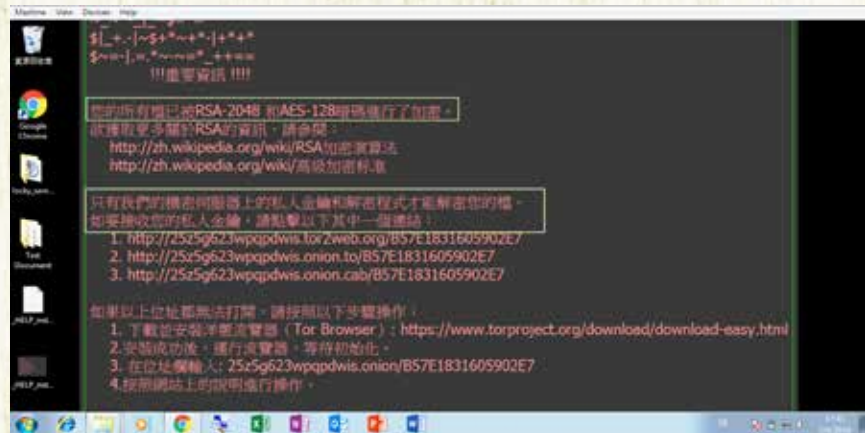 Machine View Devices Help
$|_+.-|~$+*~+*-|+*+*
$~=-|.=.*~-~=*_++==
!!!重要資訊 !!!!
您的所有檔已被RSA-2048 和AES-128暗碼進行了加密。
欲獲取更多關於RSA的資訊，請參閱：
http://zh.wikipedia.org/wiki/RSA加密演算法
http://zh.wikipedia.org/wiki/高級加密標準
只有我們的機密伺服器上的私人金鑰和解密程式才能解密您的檔。
如要接收您的私人金鑰，請點擊以下其中一個連結：
1. http://25z5g623wpqpdwis.tor2web.org/B57E1831605902E7
2. http://25z5g623wpqpdwis.onion.to/B57E1831605902E7
3. http://25z5g623wpqpdwis.onion.cab/B57E1831605902E7
如果以上位址都無法打開，請按照以下步驟操作：
1. 下載並安裝洋蔥流覽器（Tor Browser）: https://www.torproject.org/download/download-easy.html
2.安裝成功後，運行流覽器，等待初始化。
3. 在位址欄輸入: 25z5g623wpqpdwis.onion/B57E1831605902E7
4.按照網站上的說明進行操作。
資源回收筒
Google
Chrome
locky_sem...
Test
Document
_HELP_inst...
_HELP_inst...